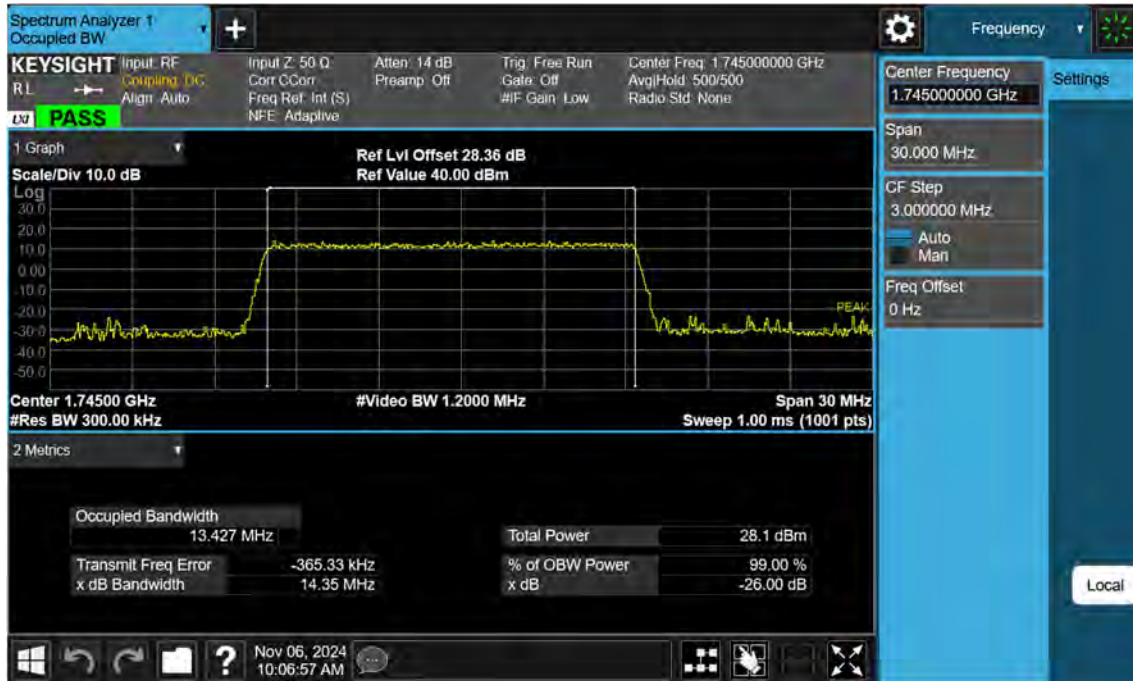 Spectrum Analyzer 1
Occupied BW
+
Frequency
KEYSIGHT Input: RF Input Z: 50 Ω Atten: 14 dB Trig: Free Run Center Freq: 1.745000000 GHz
RL Coupling: DC Corr CCorr Preamp: Off Gate: Off Avg|Hold: 500/500
Align: Auto Freq Ref: Int (S) #IF Gain: Low Radio Std: None
LXI PASS NFE: Adaptive
1 Graph
Ref Lvl Offset 28.36 dB
Scale/Div 10.0 dB Ref Value 40.00 dBm
Log
30.0
20.0
10.0
0.00
-10.0
-20.0
-30.0
-40.0
-50.0
PEAK
Center 1.74500 GHz #Video BW 1.2000 MHz Span 30 MHz
#Res BW 300.00 kHz Sweep 1.00 ms (1001 pts)
2 Metrics
Occupied Bandwidth
13.427 MHz Total Power 28.1 dBm
Transmit Freq Error -365.33 kHz % of OBW Power 99.00 %
x dB Bandwidth 14.35 MHz x dB -26.00 dB
Center Frequency
1.745000000 GHz
Settings
Span
30.000 MHz
CF Step
3.000000 MHz
Auto
Man
Freq Offset
0 Hz
Local
? Nov 06, 2024
10:06:57 AM